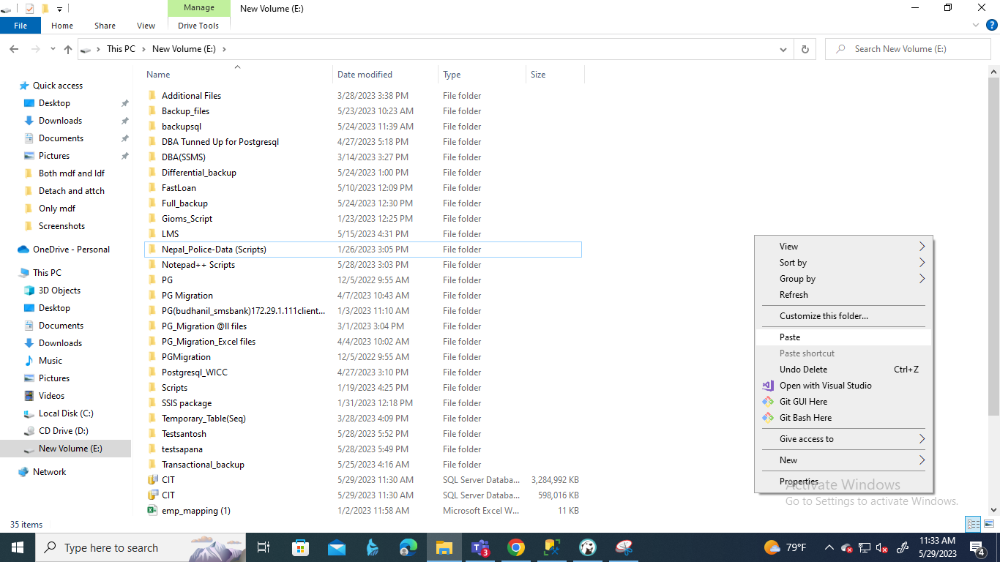 Manage New Volume (E:)
File Home Share View Drive Tools
This PC New Volume (E:) Search New Volume (E:)
Name Date modified Type Size
Quick access
Desktop
Downloads
Documents
Pictures
Both mdf and ldf
Detach and attch
Only mdf
Screenshots
OneDrive - Personal
This PC
3D Objects
Desktop
Documents
Downloads
Music
Pictures
Videos
Local Disk (C:)
CD Drive (D:)
New Volume (E:)
Network
Additional Files 3/28/2023 3:38 PM File folder
Backup_files 5/23/2023 10:23 AM File folder
backupsql 5/24/2023 11:39 AM File folder
DBA Tunned Up for Postgresql 4/27/2023 5:18 PM File folder
DBA(SSMS) 3/14/2023 3:27 PM File folder
Differential_backup 5/24/2023 1:00 PM File folder
FastLoan 5/10/2023 12:09 PM File folder
Full_backup 5/24/2023 12:30 PM File folder
Gioms_Script 1/23/2023 12:25 PM File folder
LMS 5/15/2023 4:31 PM File folder
Nepal_Police-Data (Scripts) 1/26/2023 3:05 PM File folder
Notepad++ Scripts 5/28/2023 3:03 PM File folder
PG 12/5/2022 9:55 AM File folder
PG Migration 4/7/2023 10:43 AM File folder
PG(budhanil_smsbank)172.29.1.111client... 1/3/2023 11:10 AM File folder
PG_Migration @ll files 3/1/2023 3:04 PM File folder
PG_Migration_Excel files 4/4/2023 10:02 AM File folder
PGMigration 12/5/2022 9:55 AM File folder
Postgresql_WICC 4/27/2023 3:10 PM File folder
Scripts 1/19/2023 4:25 PM File folder
SSIS package 1/31/2023 12:18 PM File folder
Temporary_Table(Seq) 3/28/2023 4:09 PM File folder
Testsantosh 5/28/2023 5:52 PM File folder
testsapana 5/28/2023 5:49 PM File folder
Transactional_backup 5/25/2023 4:16 AM File folder
CIT 5/29/2023 11:30 AM SQL Server Databa... 3,284,992 KB
CIT 5/29/2023 11:30 AM SQL Server Databa... 598,016 KB
emp_mapping (1) 1/2/2023 11:58 AM Microsoft Excel W... 11 KB
View
Sort by
Group by
Refresh
Customize this folder...
Paste
Paste shortcut
Undo Delete Ctrl+Z
Open with Visual Studio
Git GUI Here
Git Bash Here
Give access to
New
Properties
Activate Windows
Go to Settings to activate Windows.
35 items
Type here to search 3 79°F 11:33 AM 4
5/29/2023